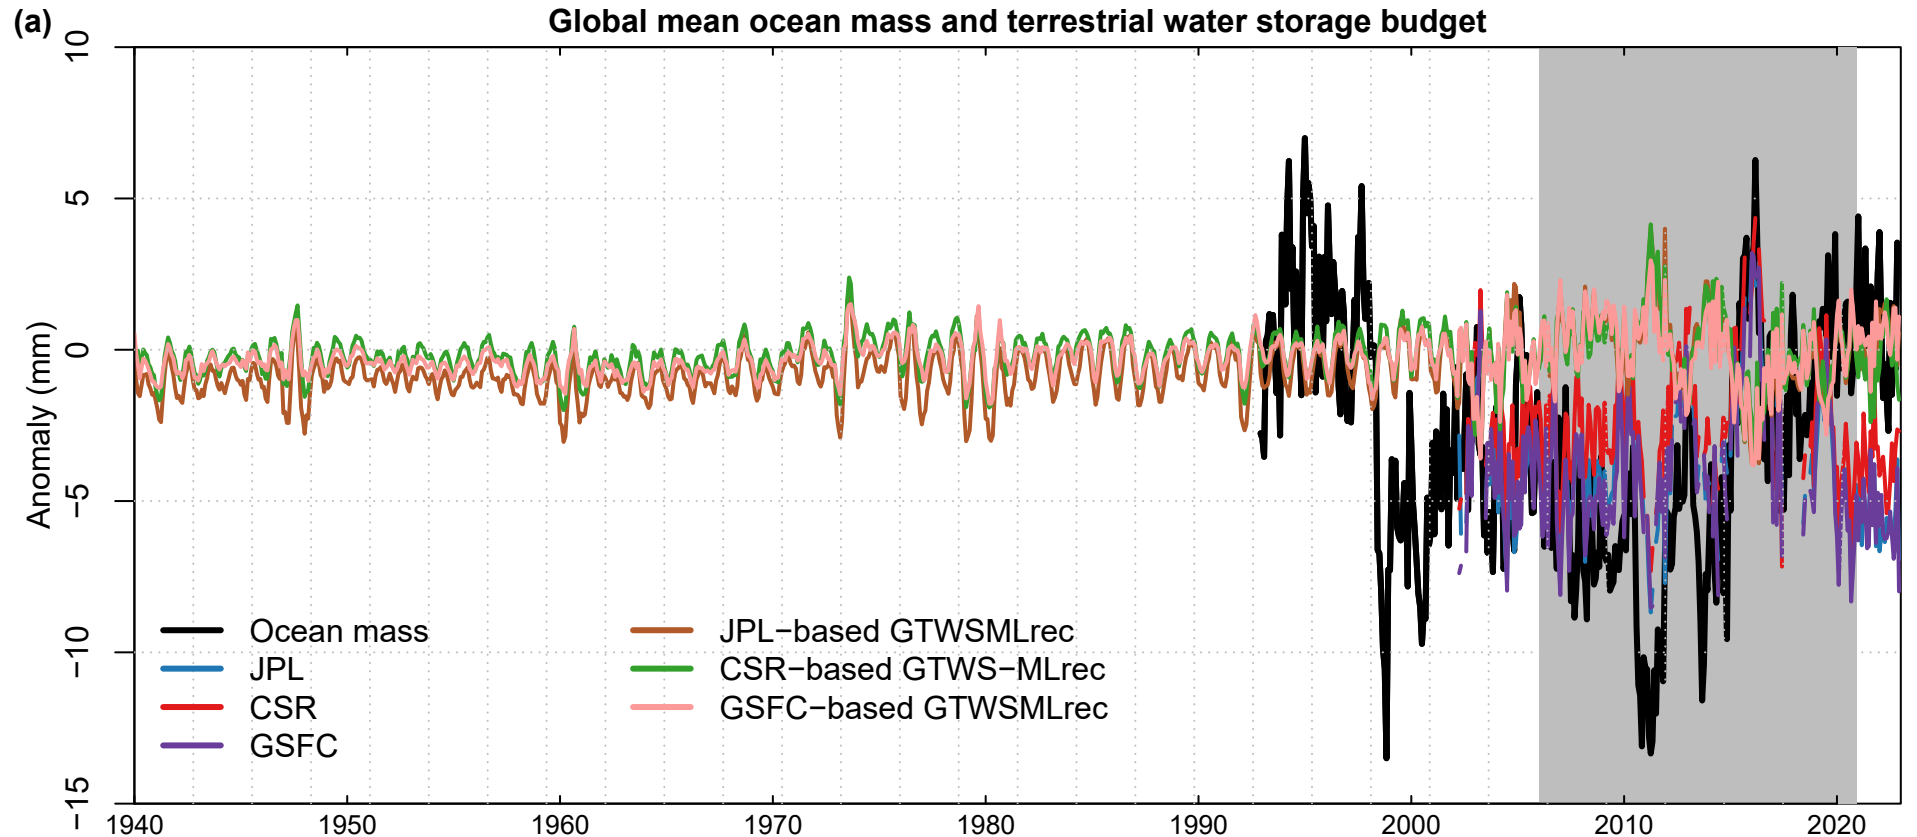 (a) Global mean ocean mass and terrestrial water storage budget
10
5
0
−5
−10
−15
Anomaly (mm)
Ocean mass
JPL
CSR
GSFC
JPL−based GTWSMLrec
CSR−based GTWS−MLrec
GSFC−based GTWSMLrec
1940 1950 1960 1970 1980 1990 2000 2010 2020